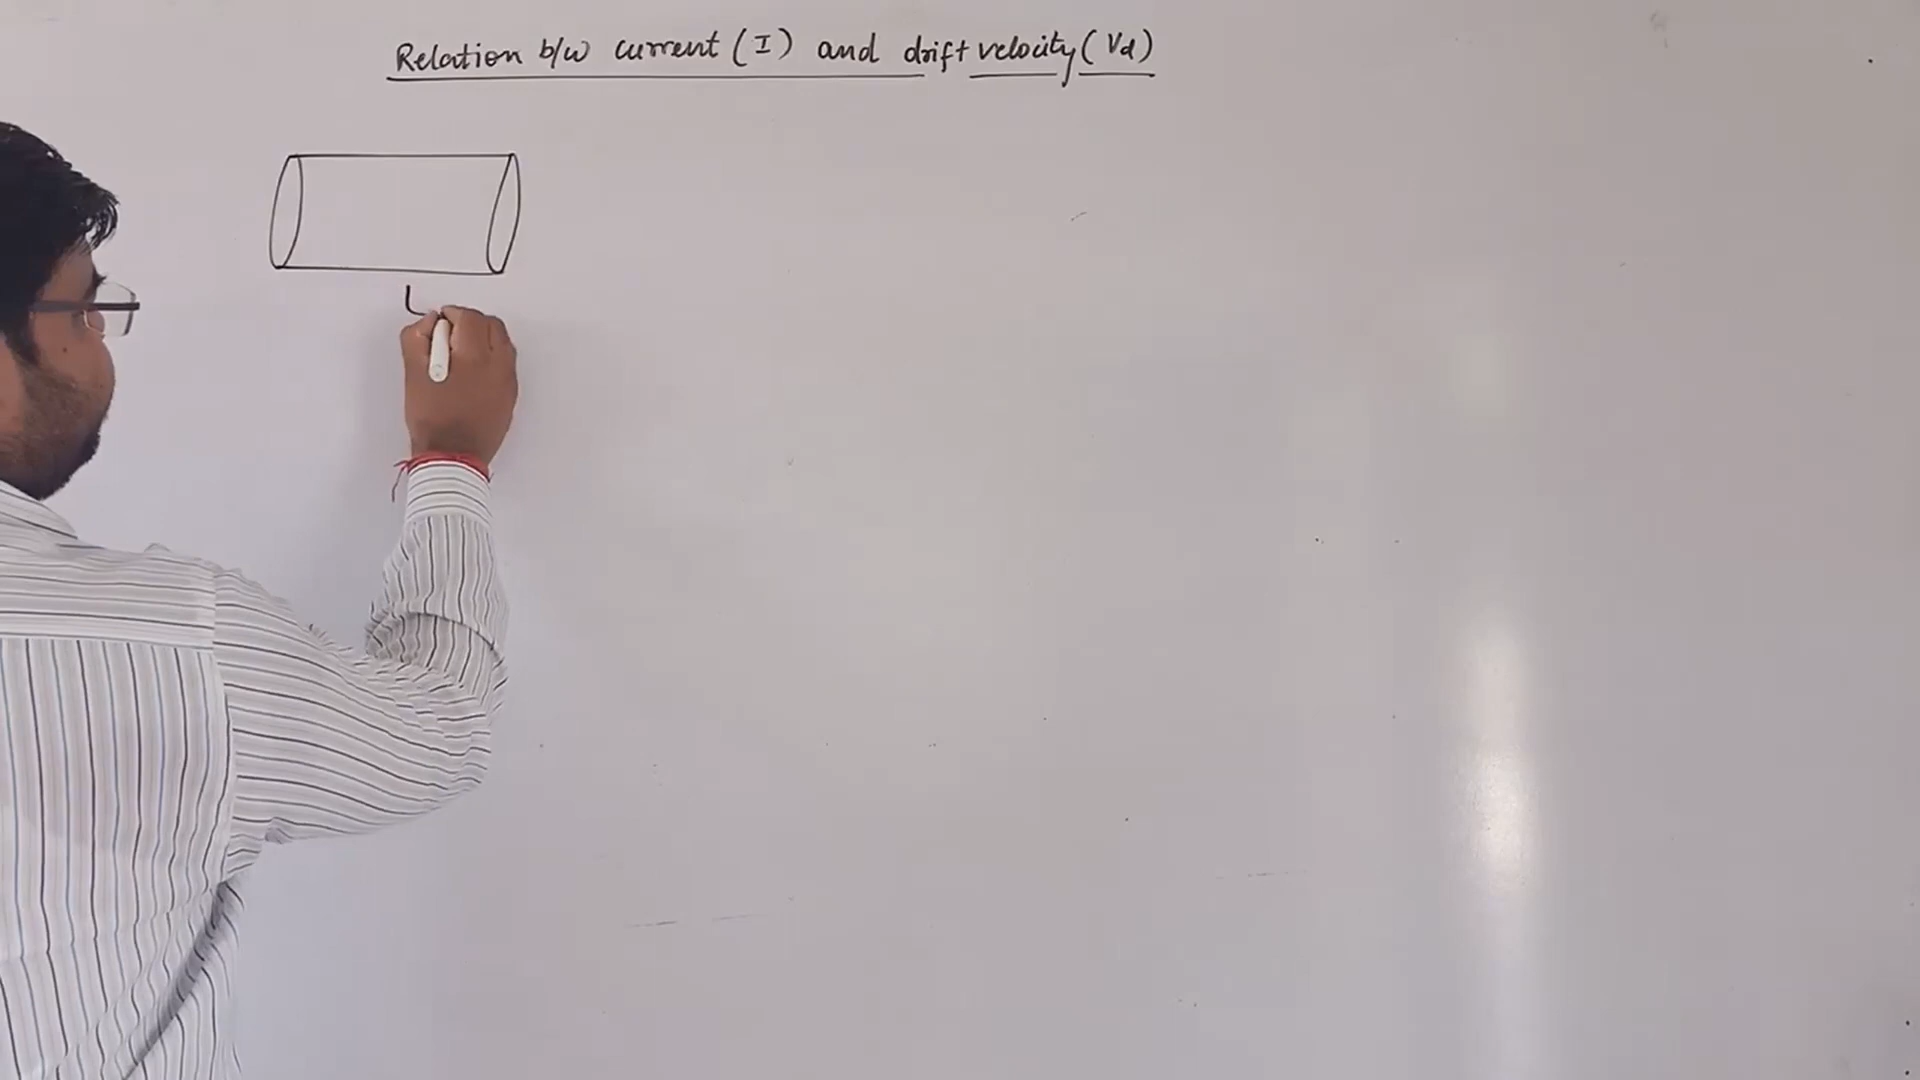 Relation b/w current (I) and drift velocity (Vd)
L